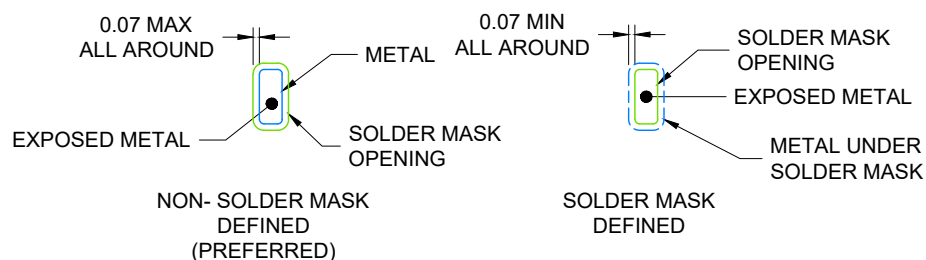 0.07 MAX
ALL AROUND
METAL
EXPOSED METAL
SOLDER MASK
OPENING
NON- SOLDER MASK
DEFINED
(PREFERRED)
0.07 MIN
ALL AROUND
SOLDER MASK
OPENING
EXPOSED METAL
METAL UNDER
SOLDER MASK
SOLDER MASK
DEFINED